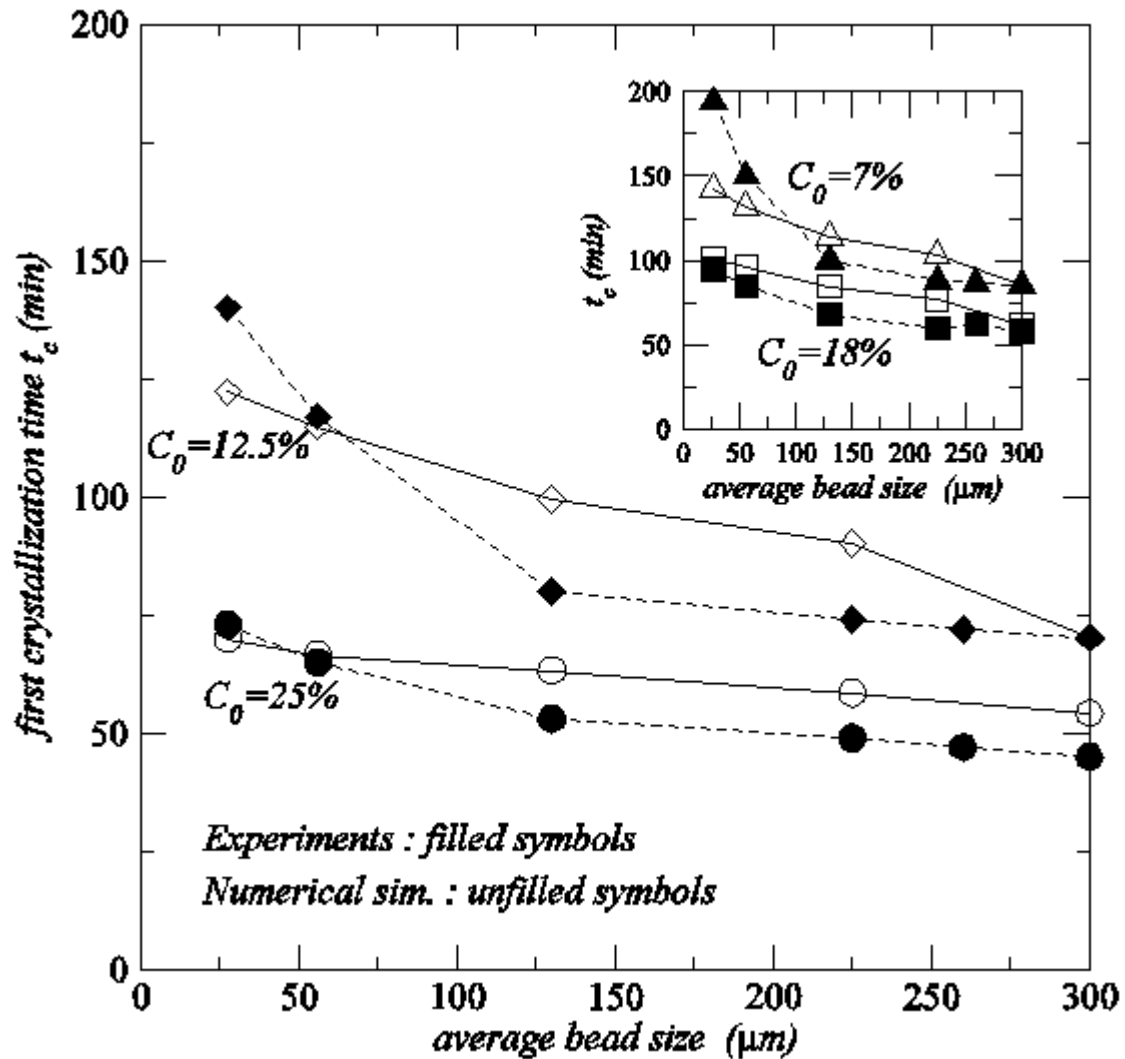 200
150
100
50
0
0
50
100
150
200
250
300
first crystallization time t_c (min)
average bead size (μm)
C_0=12.5%
C_0=25%
Experiments : filled symbols
Numerical sim. : unfilled symbols
200
150
100
50
0
0
50
100
150
200
250
300
t_c (min)
average bead size (μm)
C_0=7%
C_0=18%